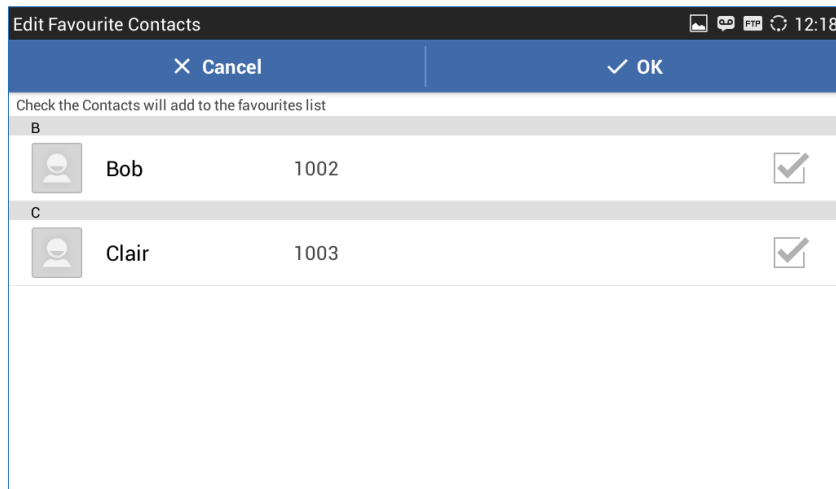 Edit Favourite Contacts FTP 12:18
Cancel OK
Check the Contacts will add to the favourites list
B
Bob 1002
C
Clair 1003